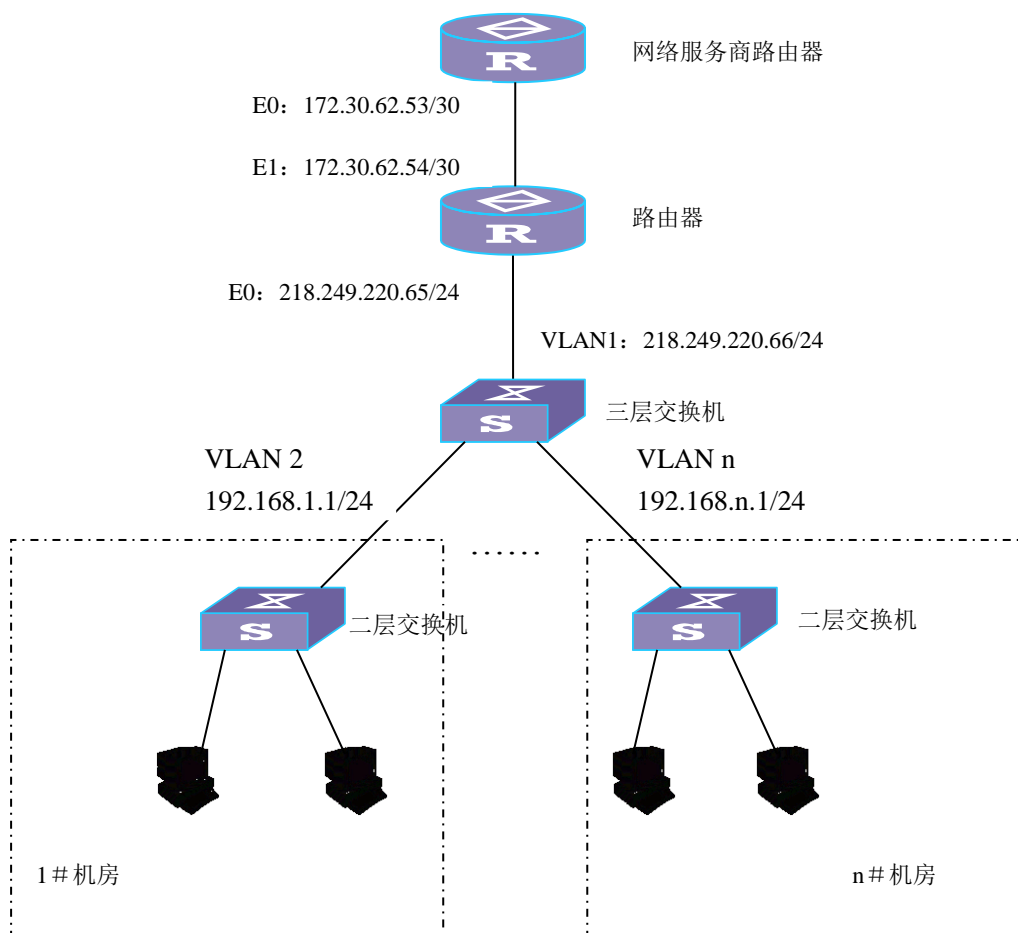 R
网络服务商路由器
E0：172.30.62.53/30
E1：172.30.62.54/30
R
路由器
E0：218.249.220.65/24
VLAN1：218.249.220.66/24
S
三层交换机
VLAN 2
192.168.1.1/24
VLAN n
192.168.n.1/24
......
S
二层交换机
S
二层交换机
1＃机房
n＃机房